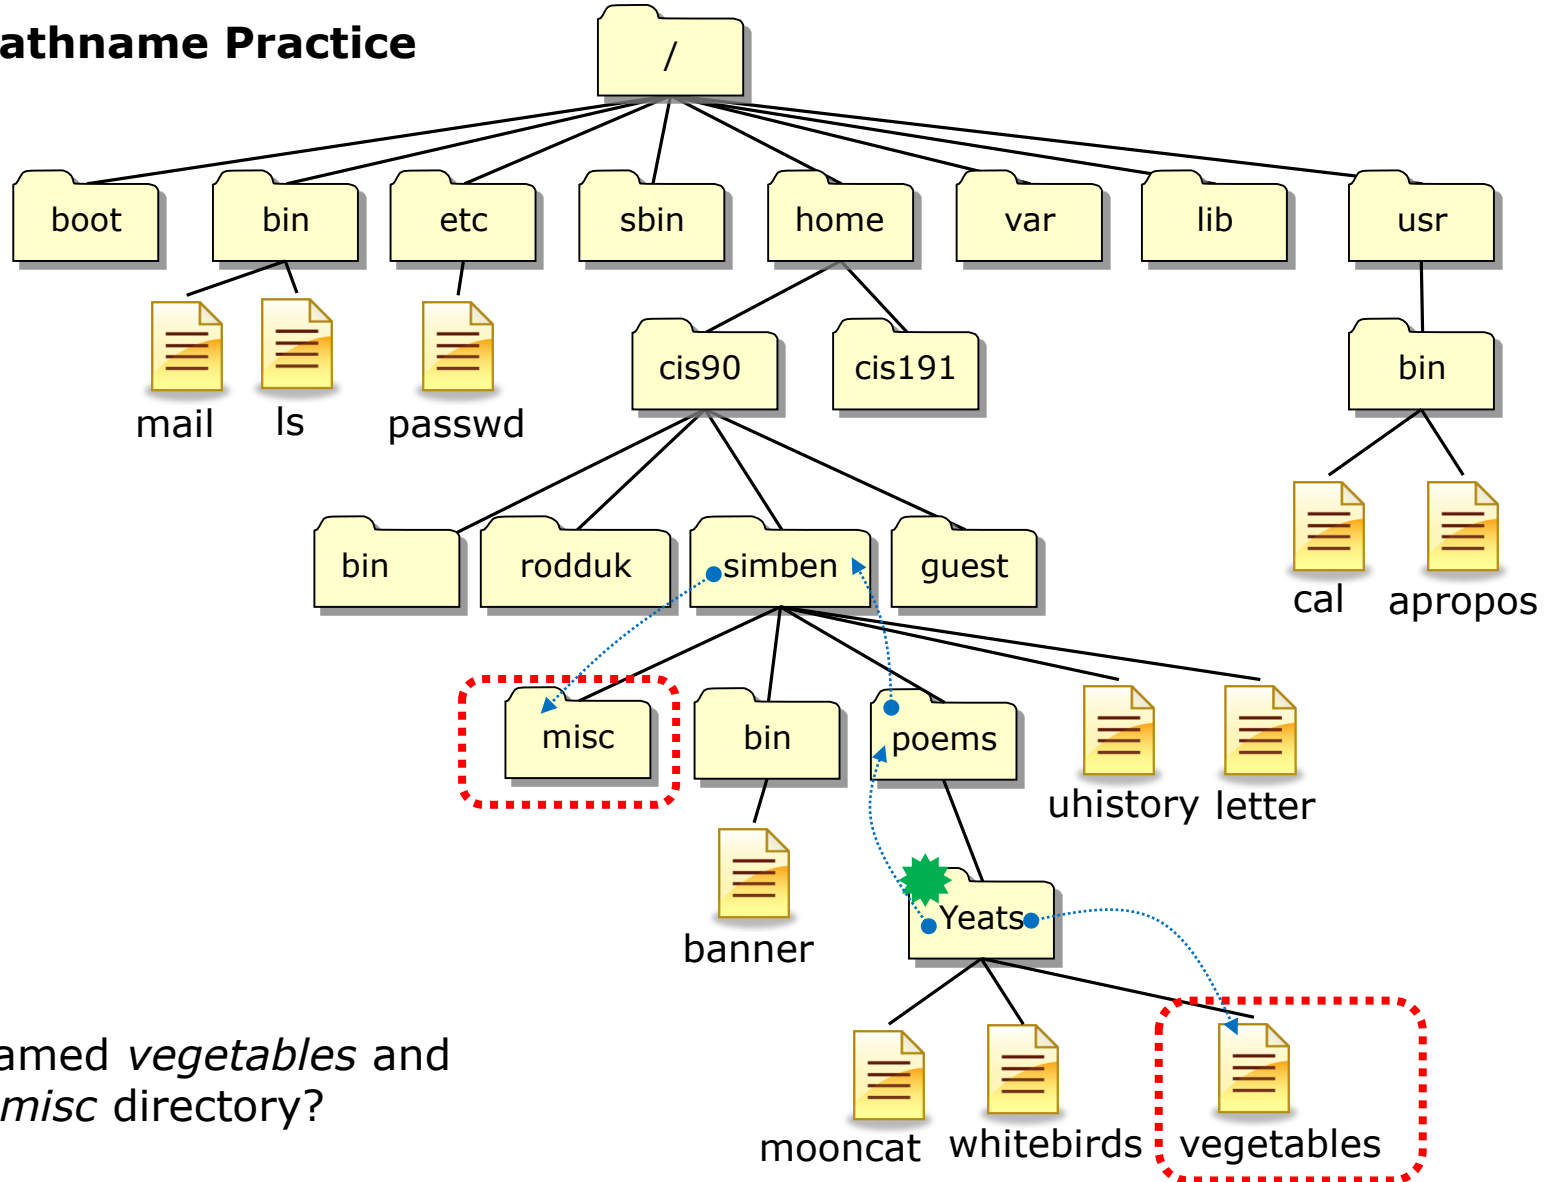 athname Practice
/
boot bin etc sbin home var lib usr
mail ls passwd
cis90 cis191 bin
cal apropos
bin rodduk simben guest
misc bin poems
uhistory letter
banner
Yeats
mooncat whitebirds vegetables
amed vegetables and
misc directory?